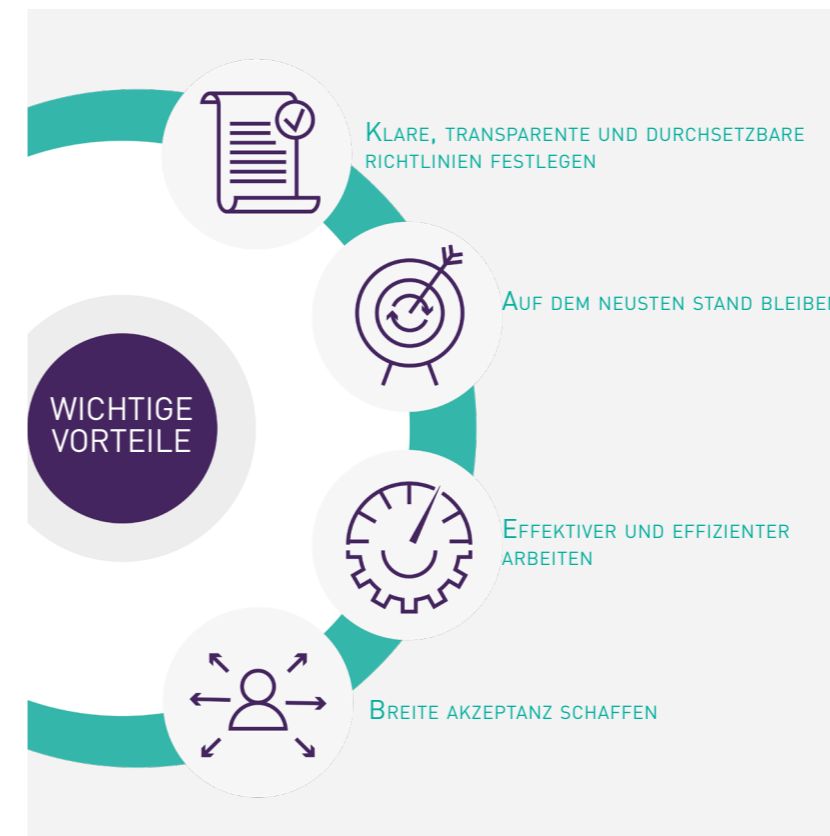 KLARE, TRANSPARENTE UND DURCHSETZBARE
RICHTLINIEN FESTLEGEN
AUF DEM NEUSTEN STAND BLEIBEN
WICHTIGE
VORTEILE
EFFEKTIVER UND EFFIZIENTER
ARBEITEN
BREITE AKZEPTANZ SCHAFFEN